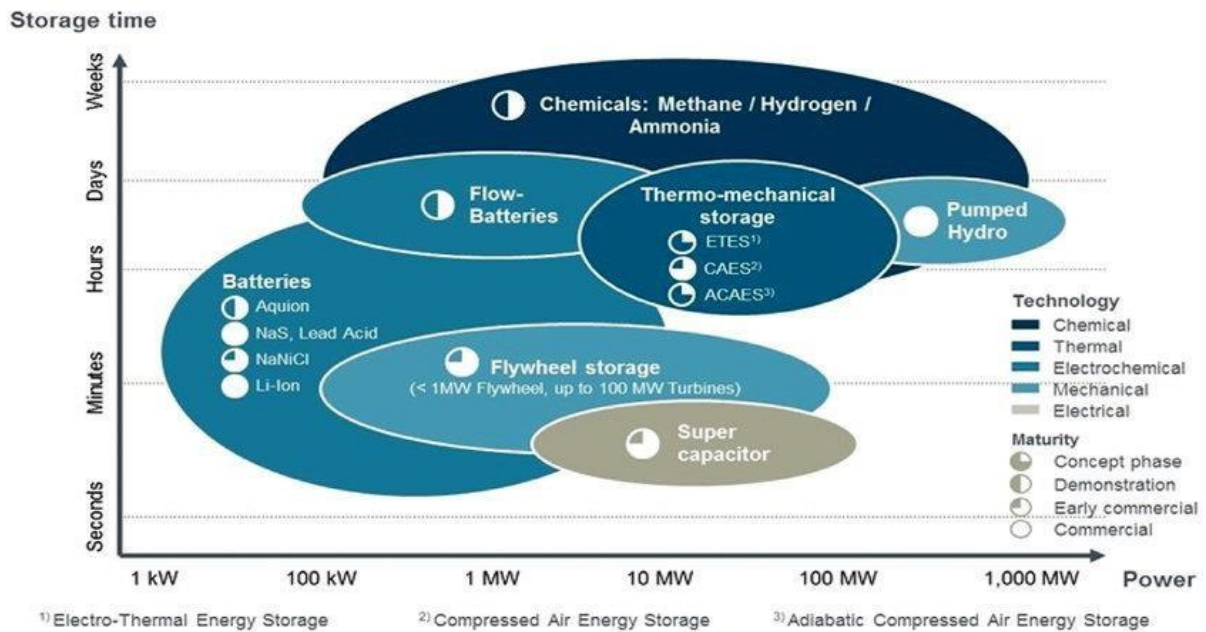 Storage time
Weeks
Days
Hours
Minutes
Seconds
Chemicals: Methane / Hydrogen /
Ammonia
Flow-
Batteries
Thermo-mechanical
storage
ETES1)
CAES2)
ACAES3)
Pumped
Hydro
Batteries
Aquion
NaS, Lead Acid
NaNiCl
Li-Ion
Flywheel storage
(< 1MW Flywheel, up to 100 MW Turbines)
Super
capacitor
Technology
Chemical
Thermal
Electrochemical
Mechanical
Electrical
Maturity
Concept phase
Demonstration
Early commercial
Commercial
1 kW 100 kW 1 MW 10 MW 100 MW 1,000 MW Power
1) Electro-Thermal Energy Storage 2) Compressed Air Energy Storage 3) Adiabatic Compressed Air Energy Storage